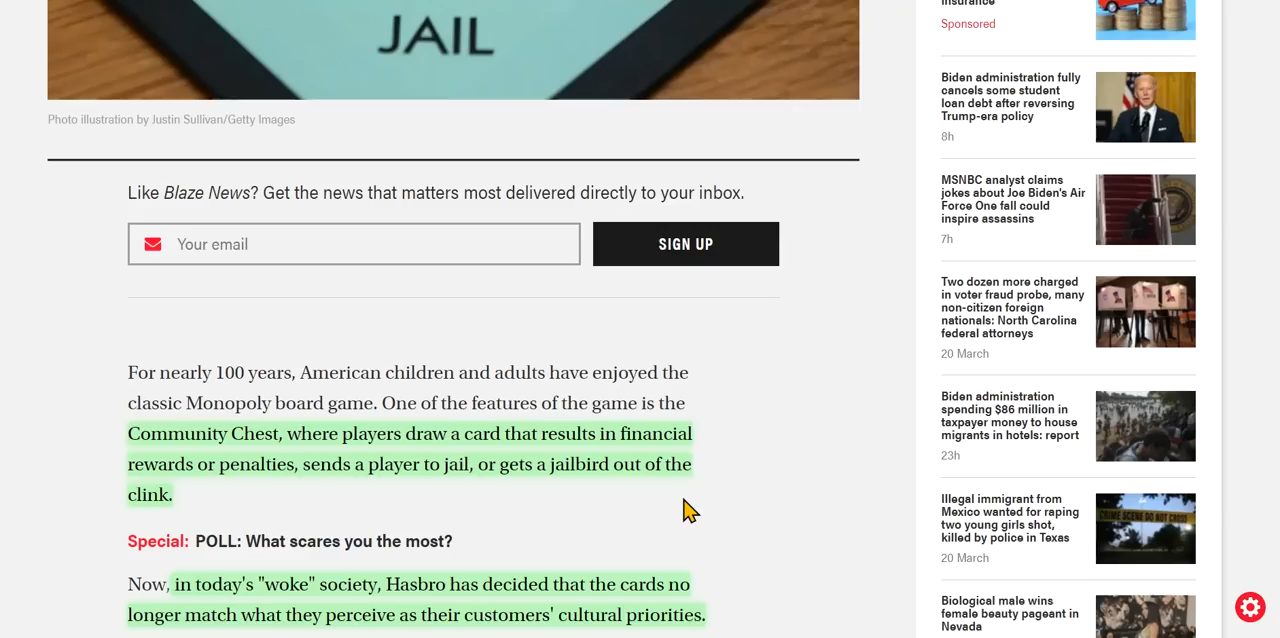 JAIL
Photo illustration by Justin Sullivan/Getty Images
Like Blaze News? Get the news that matters most delivered directly to your inbox.
Your email
SIGN UP
For nearly 100 years, American children and adults have enjoyed the
classic Monopoly board game. One of the features of the game is the
Community Chest, where players draw a card that results in financial
rewards or penalties, sends a player to jail, or gets a jailbird out of the
clink.
Special: POLL: What scares you the most?
Now, in today's "woke" society, Hasbro has decided that the cards no
longer match what they perceive as their customers' cultural priorities.
insurance
Sponsored
Biden administration fully
cancels some student
loan debt after reversing
Trump-era policy
8h
MSNBC analyst claims
jokes about Joe Biden's Air
Force One fall could
inspire assassins
7h
Two dozen more charged
in voter fraud probe, many
non-citizen foreign
nationals: North Carolina
federal attorneys
20 March
Biden administration
spending $86 million in
taxpayer money to house
migrants in hotels: report
23h
Illegal immigrant from
Mexico wanted for raping
two young girls shot,
killed by police in Texas
20 March
CRIME SCENE DO NOT CROSS
Biological male wins
female beauty pageant in
Nevada